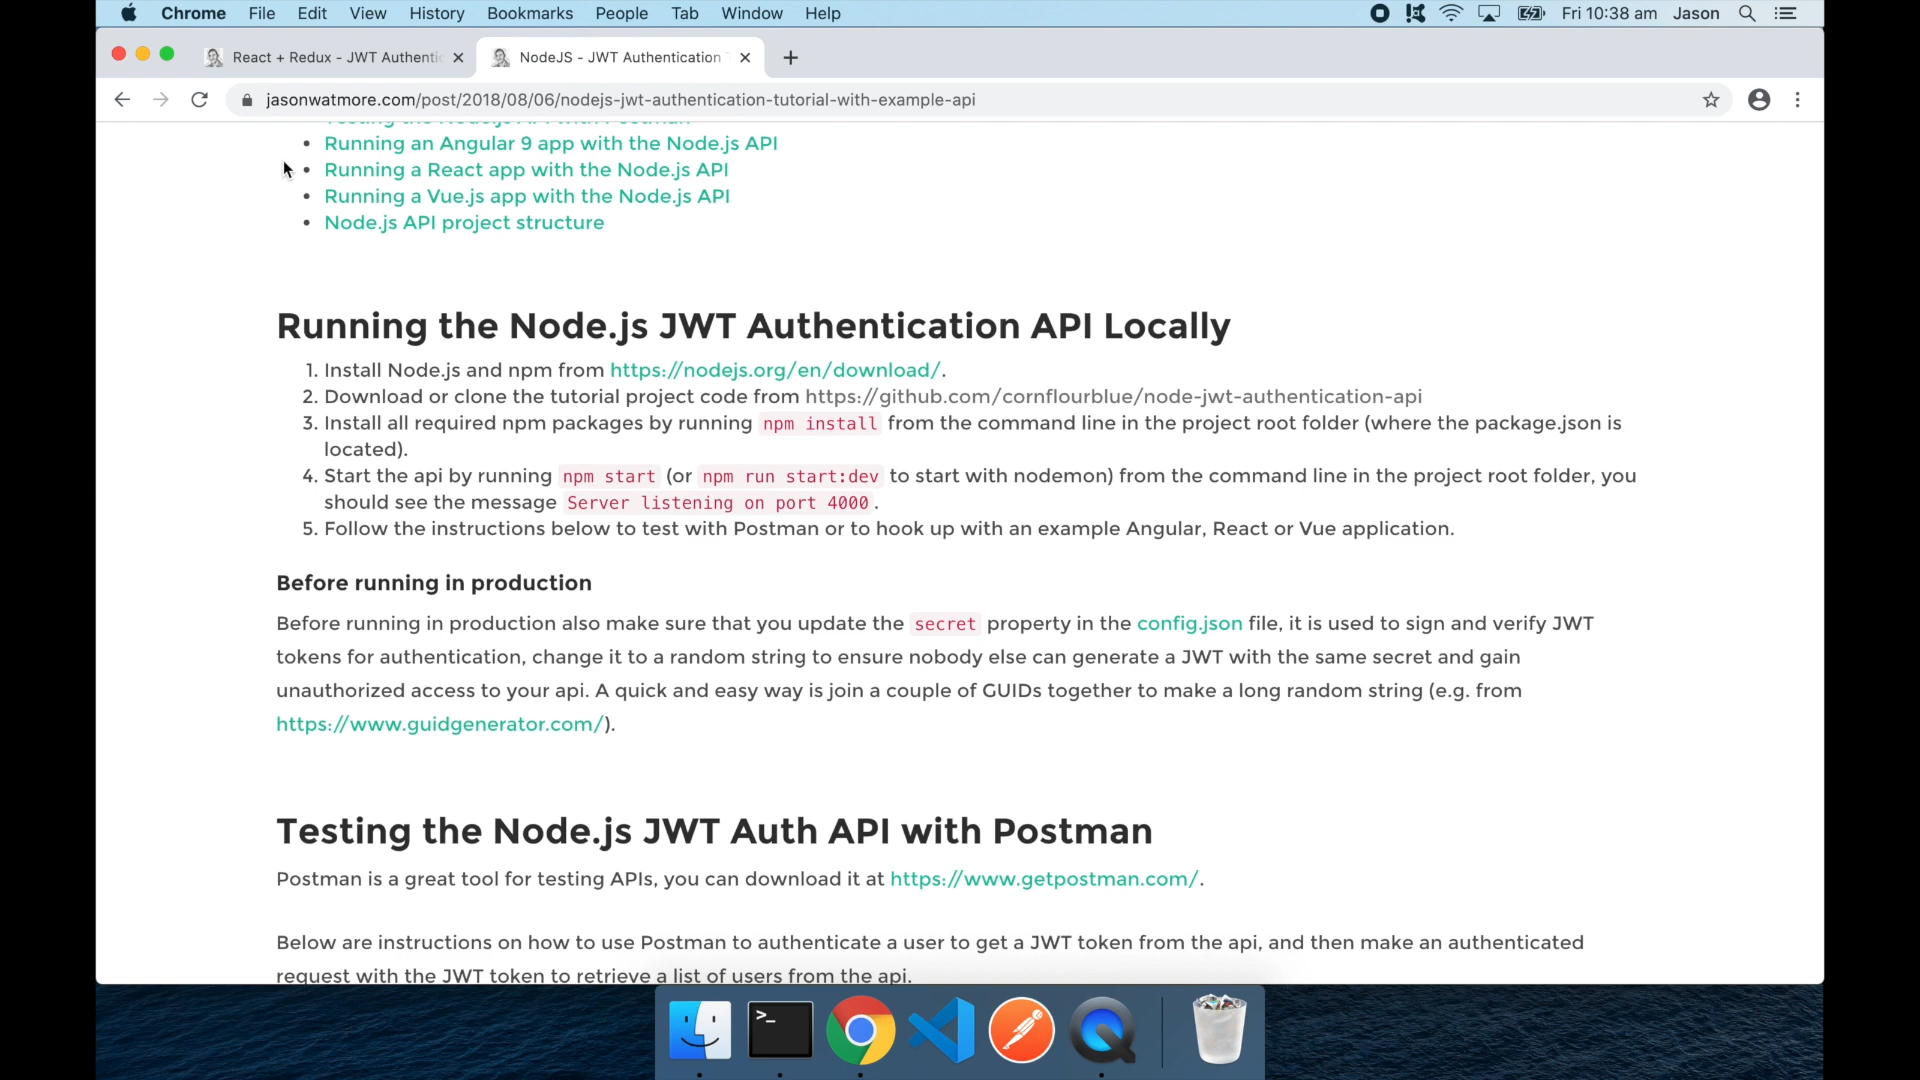 Chrome File Edit View History Bookmarks People Tab Window Help Fri 10:38 am Jason
React + Redux - JWT Authentic
NodeJS - JWT Authentication
jasonwatmore.com/post/2018/08/06/nodejs-jwt-authentication-tutorial-with-example-api
Testing the Node.js API with Postman
• Running an Angular 9 app with the Node.js API
• Running a React app with the Node.js API
• Running a Vue.js app with the Node.js API
• Node.js API project structure
Running the Node.js JWT Authentication API Locally
1. Install Node.js and npm from https://nodejs.org/en/download/.
2. Download or clone the tutorial project code from https://github.com/cornflourblue/node-jwt-authentication-api
3. Install all required npm packages by running npm install from the command line in the project root folder (where the package.json is
located).
4. Start the api by running npm start (or npm run start:dev to start with nodemon) from the command line in the project root folder, you
should see the message Server listening on port 4000.
5. Follow the instructions below to test with Postman or to hook up with an example Angular, React or Vue application.
Before running in production
Before running in production also make sure that you update the secret property in the config.json file, it is used to sign and verify JWT
tokens for authentication, change it to a random string to ensure nobody else can generate a JWT with the same secret and gain
unauthorized access to your api. A quick and easy way is join a couple of GUIDs together to make a long random string (e.g. from
https://www.guidgenerator.com/).
Testing the Node.js JWT Auth API with Postman
Postman is a great tool for testing APIs, you can download it at https://www.getpostman.com/.
Below are instructions on how to use Postman to authenticate a user to get a JWT token from the api, and then make an authenticated
request with the JWT token to retrieve a list of users from the api.